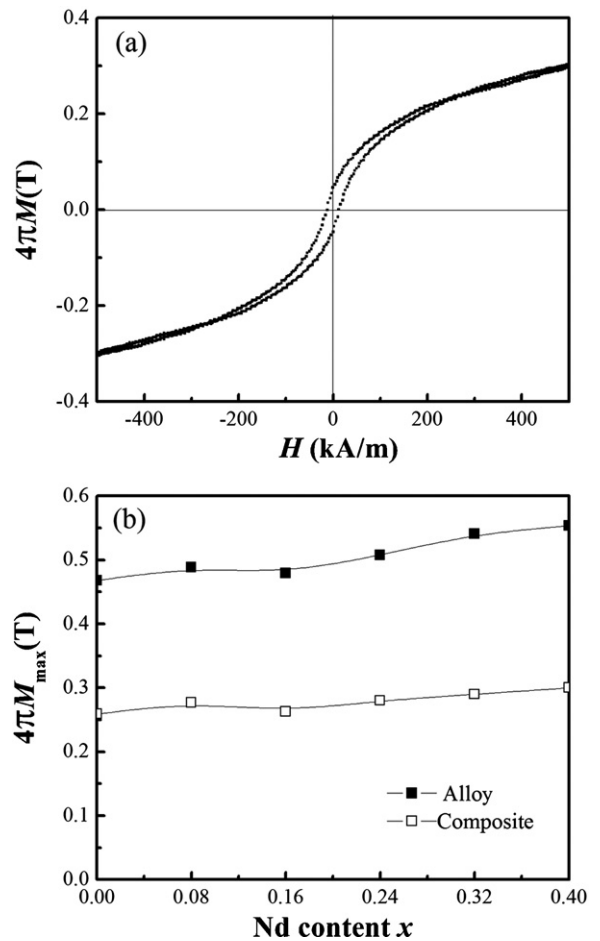 (a)
0.4
0.2
0.0
-0.2
-0.4
4πM(T)
-400 -200 0 200 400
H (kA/m)
(b)
0.6
0.5
0.4
0.3
0.2
0.1
0.0
4πMmax(T)
Alloy
Composite
0.00 0.08 0.16 0.24 0.32 0.40
Nd content x